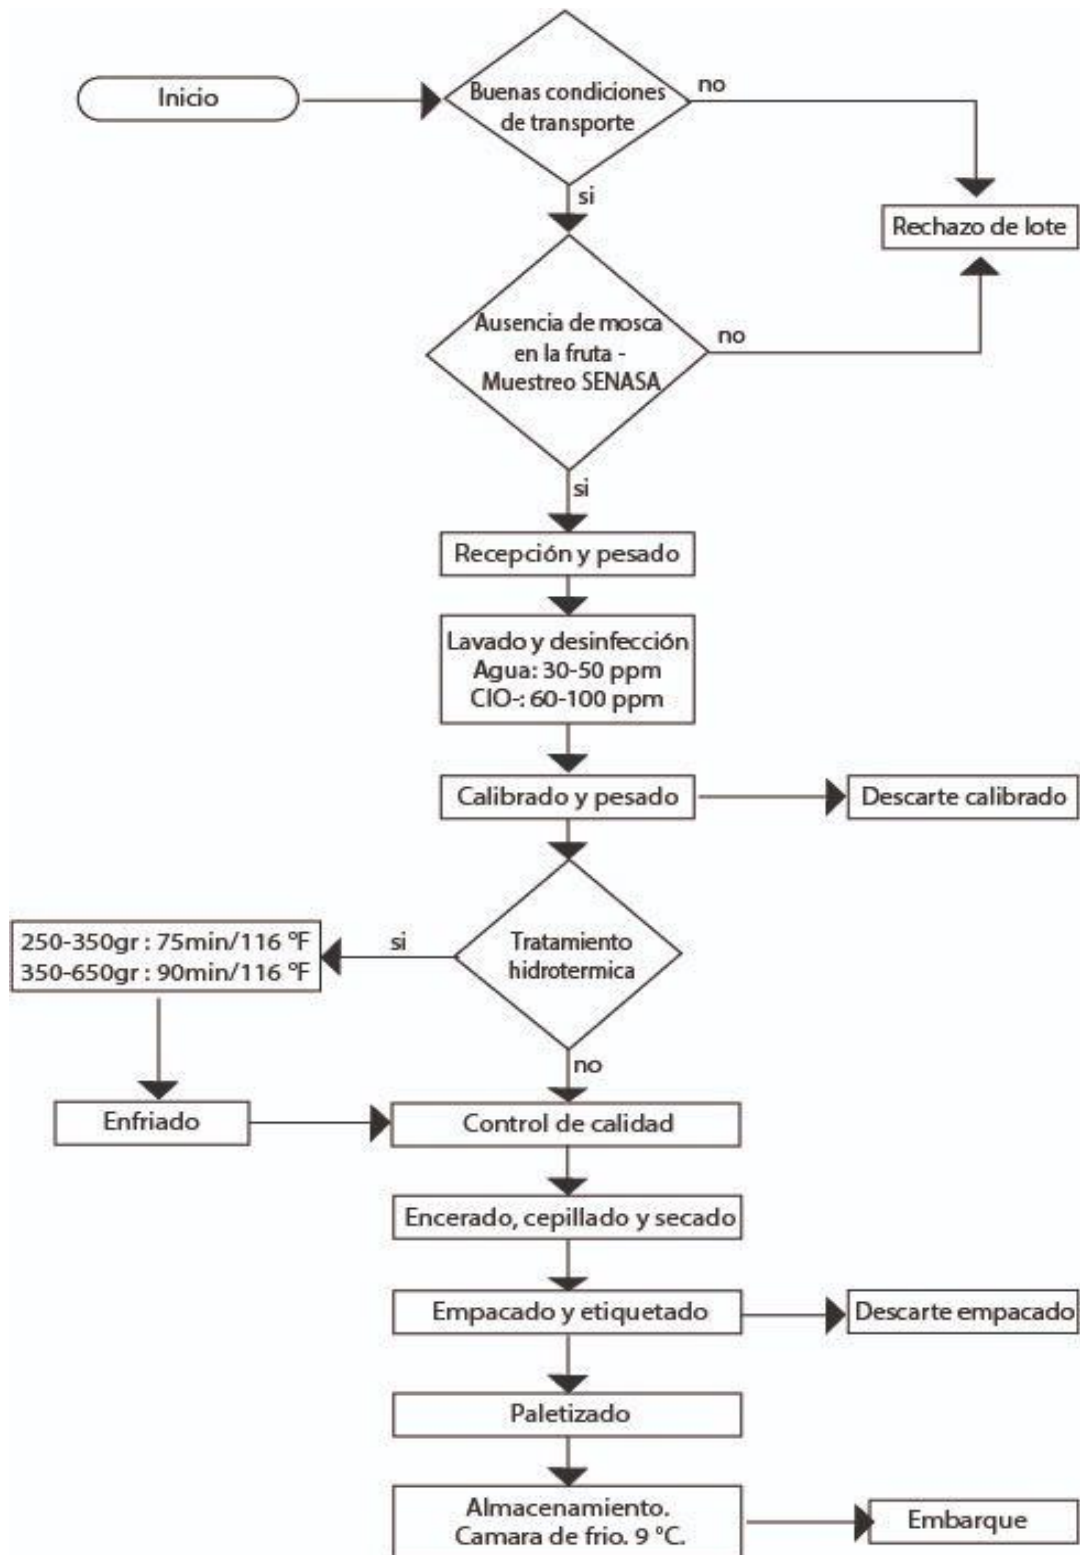 Inicio
Buenas condiciones
de transporte
no
si
Rechazo de lote
Ausencia de mosca
en la fruta -
Muestreo SENASA
no
si
Recepción y pesado
Lavado y desinfección
Agua: 30-50 ppm
ClO-: 60-100 ppm
Calibrado y pesado
Descarte calibrado
Tratamiento
hidrotermica
si
250-350gr : 75min/116 ºF
350-650gr : 90min/116 ºF
no
Enfriado
Control de calidad
Encerado, cepillado y secado
Empacado y etiquetado
Descarte empacado
Paletizado
Almacenamiento.
Camara de frio. 9 ºC.
Embarque